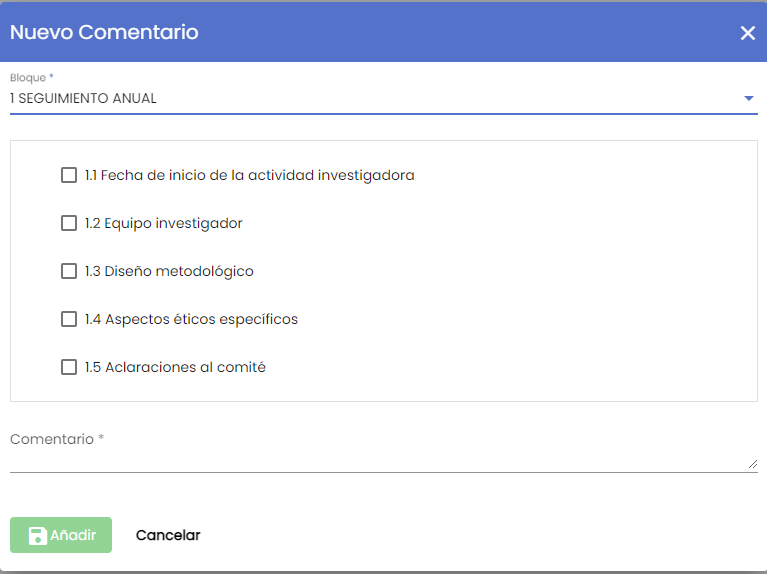 Nuevo Comentario
Bloque *
1 SEGUIMIENTO ANUAL
1.1 Fecha de inicio de la actividad investigadora
1.2 Equipo investigador
1.3 Diseño metodológico
1.4 Aspectos éticos específicos
1.5 Aclaraciones al comité
Comentario *
Añadir Cancelar